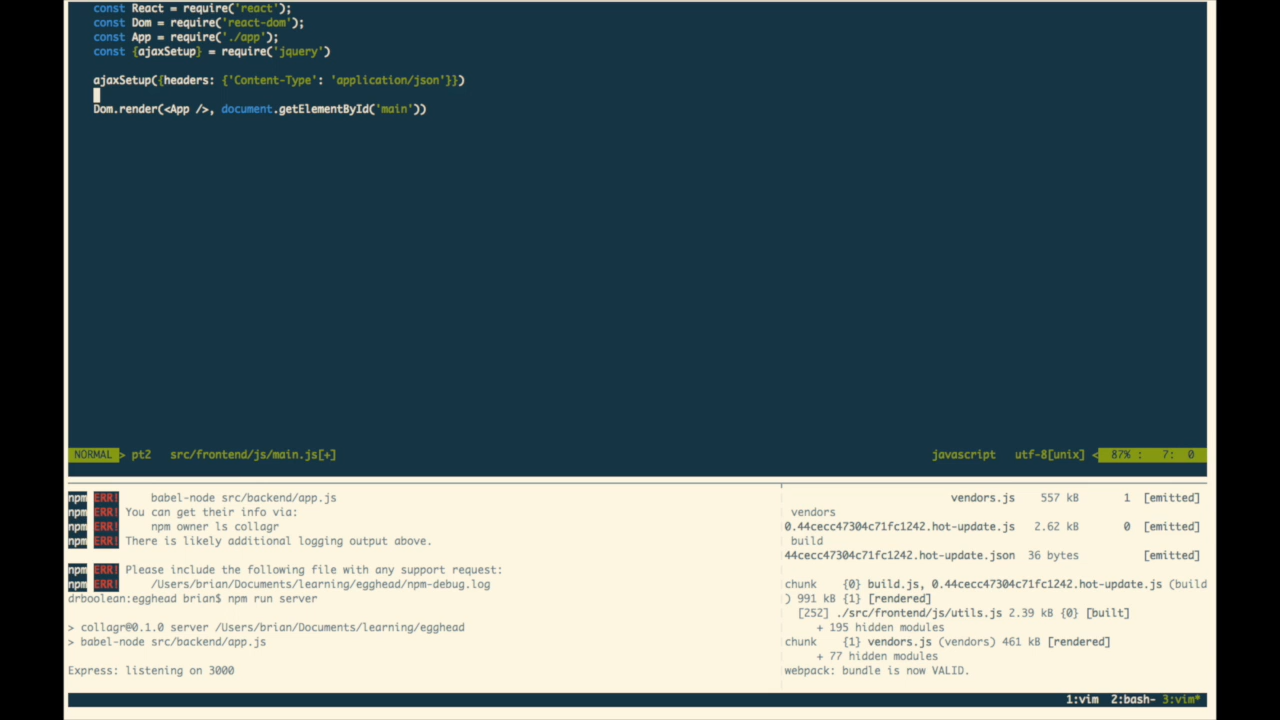 const React = require('react');
const Dom = require('react-dom');
const App = require('./app');
const {ajaxSetup} = require('jquery')
ajaxSetup({headers: {'Content-Type': 'application/json'}})
Dom.render(<App />, document.getElementById('main'))
NORMAL > pt2 src/frontend/js/main.js[+] javascript utf-8[unix] < 87% : 7: 0
npm ERR! babel-node src/backend/app.js
npm ERR! You can get their info via:
npm ERR! npm owner ls collagr
npm ERR! There is likely additional logging output above.
npm ERR! Please include the following file with any support request:
npm ERR! /Users/brian/Documents/learning/egghead/npm-debug.log
drboolean:egghead brian$ npm run server
> collagr@0.1.0 server /Users/brian/Documents/learning/egghead
> babel-node src/backend/app.js
Express: listening on 3000
vendors.js 557 kB 1 [emitted]
vendors
0.44cecc47304c71fc1242.hot-update.js 2.62 kB 0 [emitted]
build
44cecc47304c71fc1242.hot-update.json 36 bytes [emitted]
chunk {0} build.js, 0.44cecc47304c71fc1242.hot-update.js (build
) 991 kB {1} [rendered]
[252] ./src/frontend/js/utils.js 2.39 kB {0} [built]
+ 195 hidden modules
chunk {1} vendors.js (vendors) 461 kB [rendered]
+ 77 hidden modules
webpack: bundle is now VALID.
1:vim 2:bash- 3:vim*